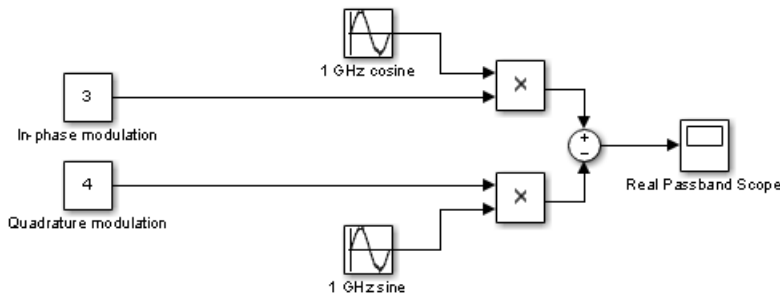 1 GHz cosine
3
×
In-phase modulation
+
−
4
Real Passband Scope
×
Quadrature modulation
1 GHz sine